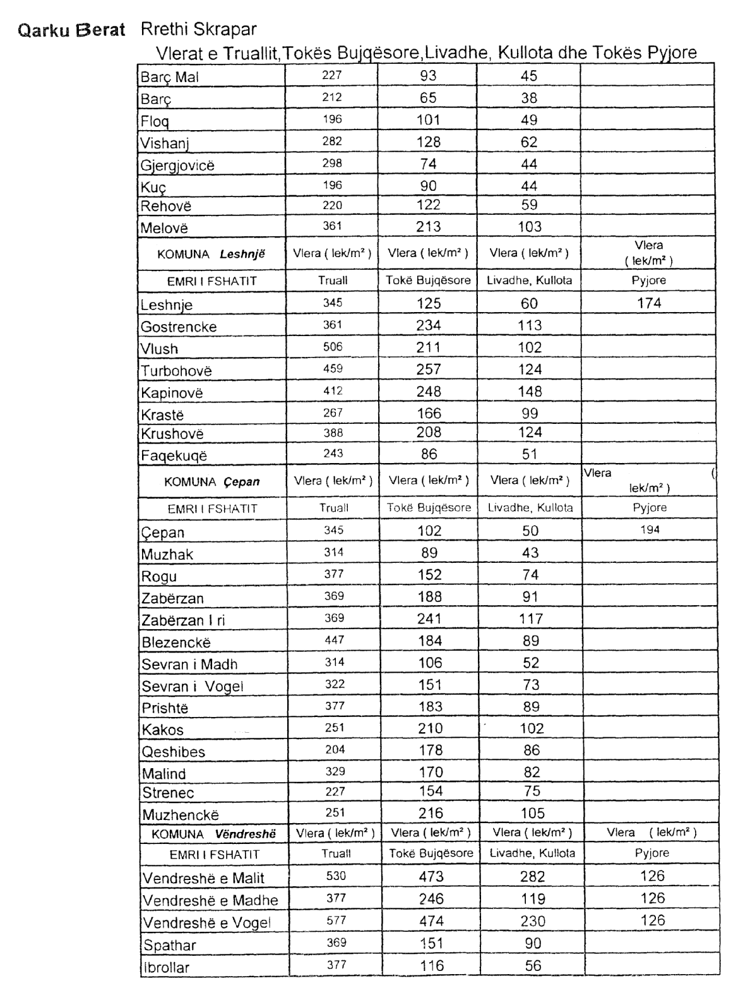 Qarku Berat Rrethi Skrapar
Vlerat e Truallit,Tokës Bujqësore,Livadhe, Kullota dhe Tokës Pyjore
Barç Mal 227 93 45
Barç 212 65 38
Floq 196 101 49
Vishanj 282 128 62
Gjergjovicë 298 74 44
Kuç 196 90 44
Rehovë 220 122 59
Melovë 361 213 103
KOMUNA Leshnjë Vlera ( lek/m² ) Vlera ( lek/m² ) Vlera ( lek/m² ) Vlera ( lek/m² )
EMRI I FSHATIT Truall Tokë Bujqësore Livadhe, Kullota Pyjore
Leshnje 345 125 60 174
Gostrencke 361 234 113
Vlush 506 211 102
Turbohovë 459 257 124
Kapinovë 412 248 148
Krastë 267 166 99
Krushovë 388 208 124
Faqekuqë 243 86 51
KOMUNA Çepan Vlera ( lek/m² ) Vlera ( lek/m² ) Vlera ( lek/m² ) Vlera ( lek/m² )
EMRI I FSHATIT Truall Tokë Bujqësore Livadhe, Kullota Pyjore
Çepan 345 102 50 194
Muzhak 314 89 43
Rogu 377 152 74
Zabërzan 369 188 91
Zabërzan I ri 369 241 117
Blezenckë 447 184 89
Sevran i Madh 314 106 52
Sevran i Vogel 322 151 73
Prishtë 377 183 89
Kakos 251 210 102
Qeshibes 204 178 86
Malind 329 170 82
Strenec 227 154 75
Muzhenckë 251 216 105
KOMUNA Vëndreshë Vlera ( lek/m² ) Vlera ( lek/m² ) Vlera ( lek/m² ) Vlera ( lek/m² )
EMRI I FSHATIT Truall Tokë Bujqësore Livadhe, Kullota Pyjore
Vendreshë e Malit 530 473 282 126
Vendreshë e Madhe 377 246 119 126
Vendreshë e Vogel 577 474 230 126
Spathar 369 151 90
Ibrollar 377 116 56